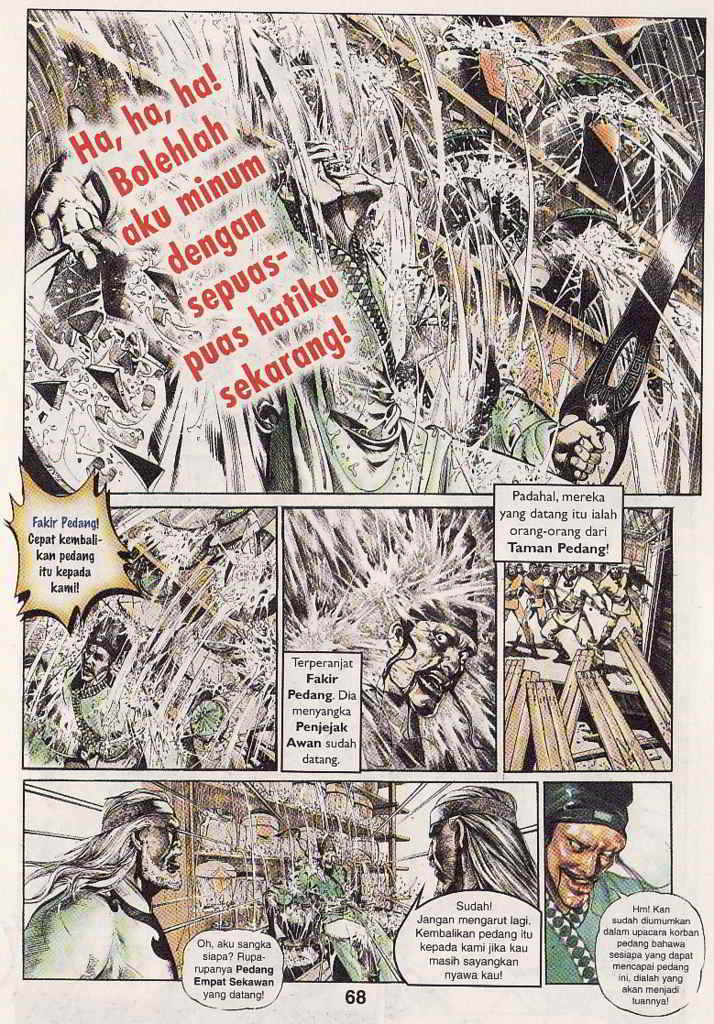 Ha, ha, ha!
Bolehlah
aku minum
dengan
sepuas-
puas hatiku
sekarang!
Fakir Pedang!
Cepat kembali-
kan pedang
itu kepada
kami!
Terperanjat
Fakir
Pedang. Dia
menyangka
Penjejak
Awan sudah
datang.
Padahal, mereka
yang datang itu ialah
orang-orang dari
Taman Pedang!
Oh, aku sangka
siapa? Rupa-
rupanya Pedang
Empat Sekawan
yang datang!
Sudah!
Jangan mengarut lagi.
Kembalikan pedang itu
kepada kami jika kau
masih sayangkan
nyawa kau!
Hm! Kan
sudah diumumkan
dalam upacara korban
pedang bahawa
sesiapa yang dapat
mencapai pedang
ini, dialah yang
akan menjadi
tuannya!
68